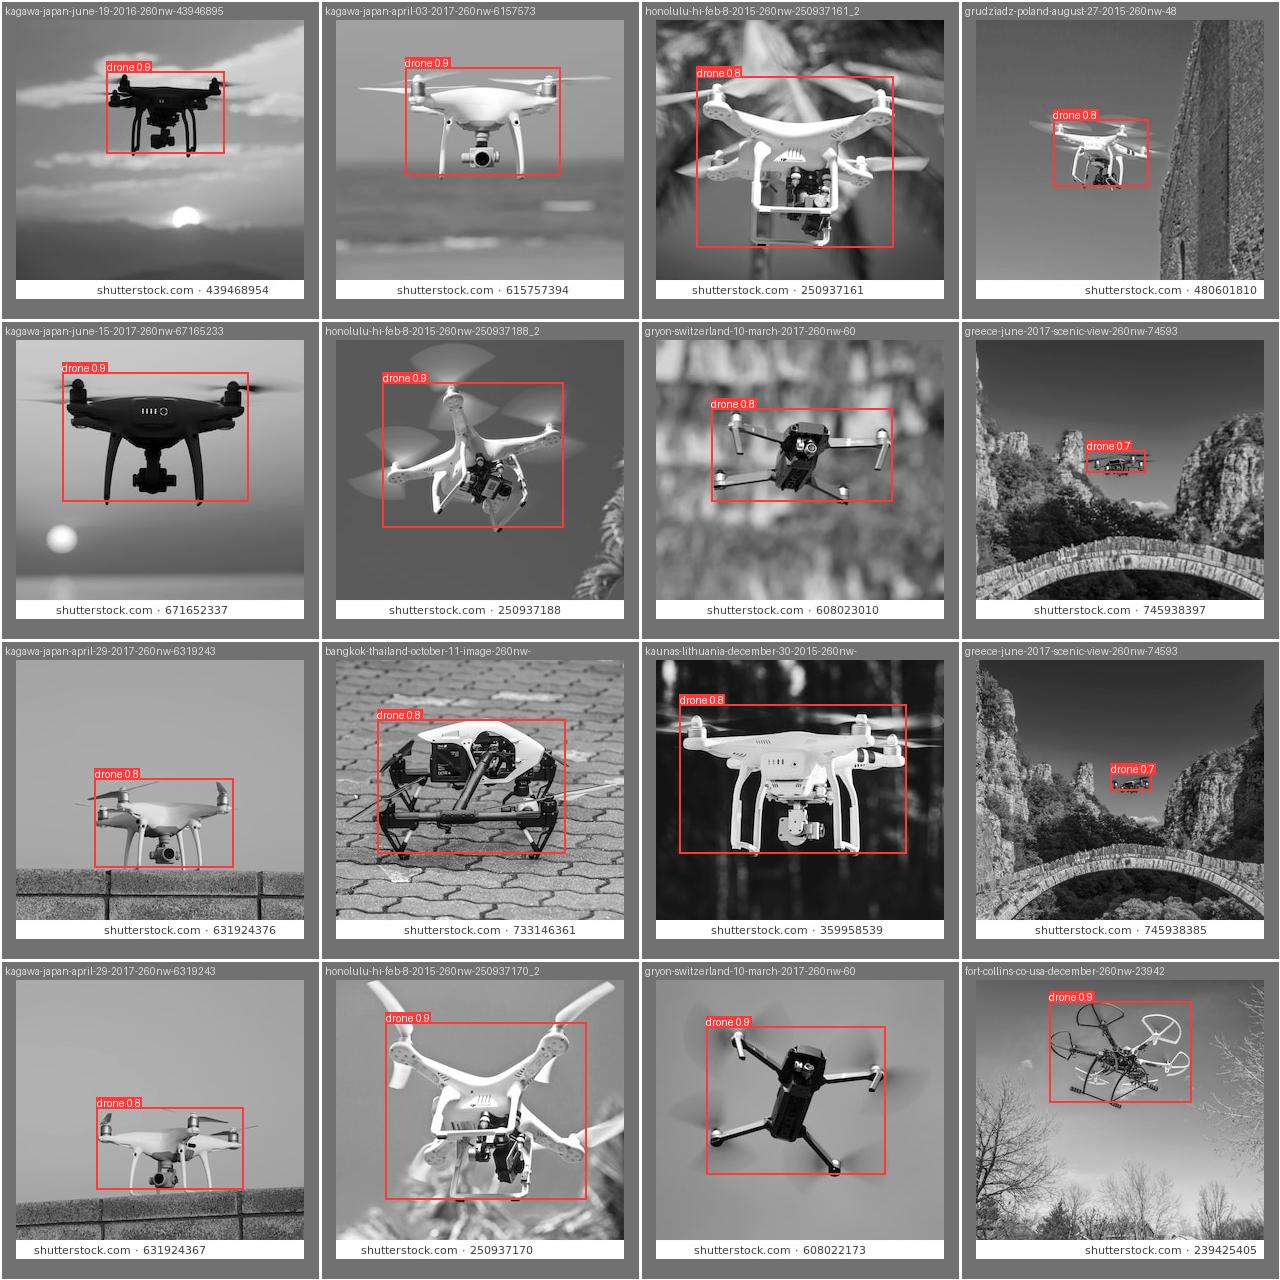 kagawa-japan-june-19-2016-260nw-43946895
kagawa-japan-april-03-2017-260nw-6157573
honolulu-hi-feb-8-2015-260nw-250937161_2
grudziadz-poland-august-27-2015-260nw-48
drone 0.9
drone 0.9
drone 0.8
drone 0.8
shutterstock.com · 439468954
shutterstock.com · 615757394
shutterstock.com · 250937161
shutterstock.com · 480601810
kagawa-japan-june-15-2017-260nw-67165233
honolulu-hi-feb-8-2015-260nw-250937188_2
gryon-switzerland-10-march-2017-260nw-60
greece-june-2017-scenic-view-260nw-74593
drone 0.9
drone 0.9
drone 0.8
drone 0.7
shutterstock.com · 671652337
shutterstock.com · 250937188
shutterstock.com · 608023010
shutterstock.com · 745938397
kagawa-japan-april-29-2017-260nw-6319243
bangkok-thailand-october-11-image-260nw-
kaunas-lithuania-december-30-2015-260nw-
greece-june-2017-scenic-view-260nw-74593
drone 0.8
drone 0.8
drone 0.8
drone 0.7
shutterstock.com · 631924376
shutterstock.com · 733146361
shutterstock.com · 359958539
shutterstock.com · 745938385
kagawa-japan-april-29-2017-260nw-6319243
honolulu-hi-feb-8-2015-260nw-250937170_2
gryon-switzerland-10-march-2017-260nw-60
fort-collins-co-usa-december-260nw-23942
drone 0.8
drone 0.9
drone 0.9
drone 0.9
shutterstock.com · 631924367
shutterstock.com · 250937170
shutterstock.com · 608022173
shutterstock.com · 239425405